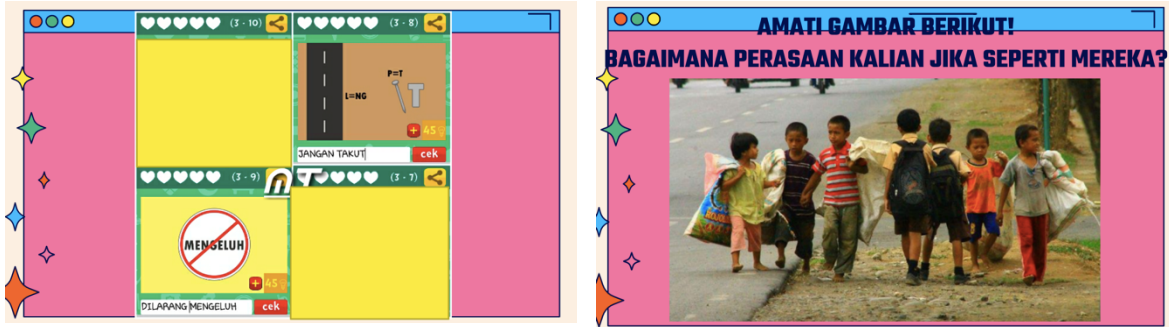 (3 - 10)
(3 - 8)
P=T
L=NG
T
+ 45
JANGAN TAKUT
cek
(3 - 9)
(3 - 7)
MENGELUH
+ 45
DILARANG MENGELUH
cek
AMATI GAMBAR BERIKUT!
BAGAIMANA PERASAAN KALIAN JIKA SEPERTI MEREKA?